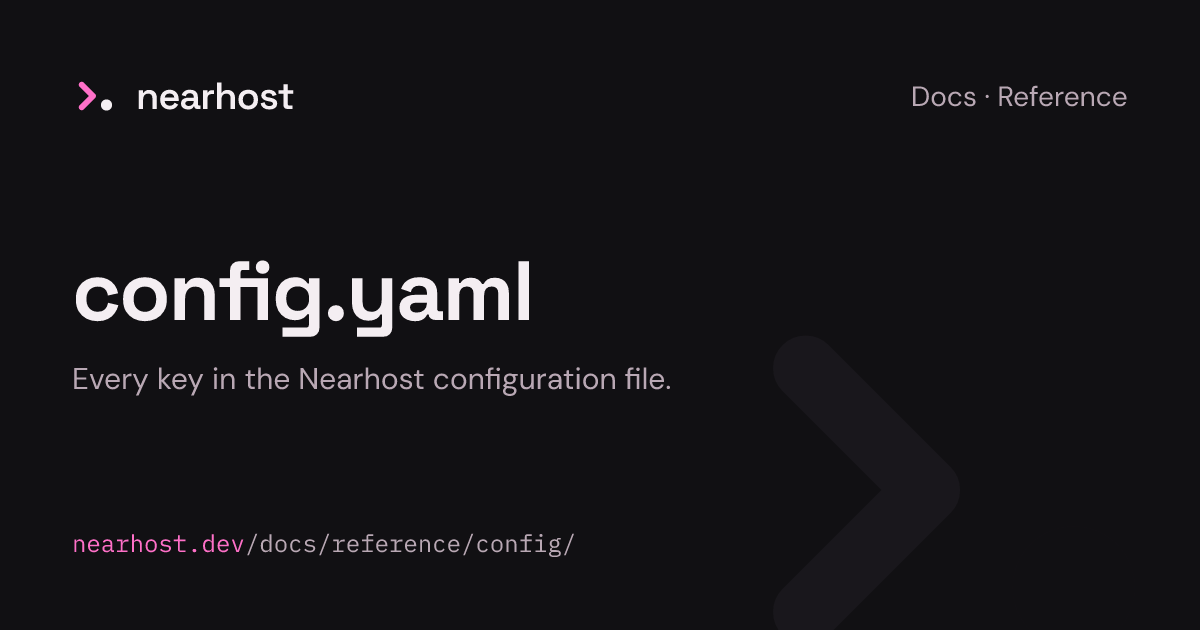 nearhost
Docs · Reference
config.yaml
Every key in the Nearhost configuration file.
nearhost.dev/docs/reference/config/